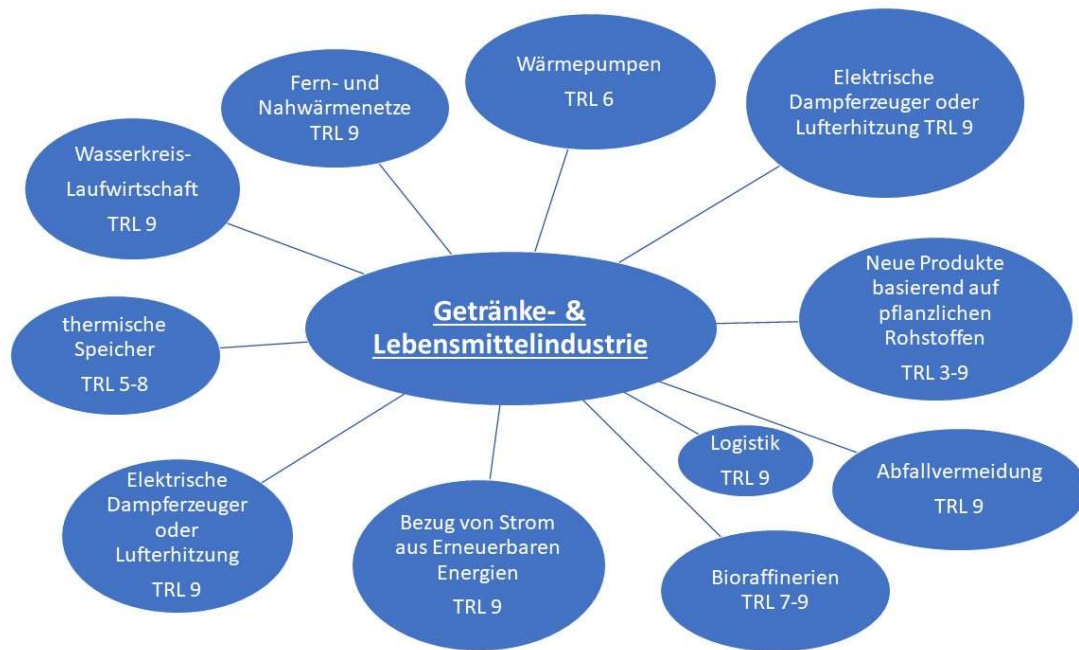 Wärmepumpen
TRL 6
Elektrische
Dampferzeuger oder
Lufterhitzung TRL 9
Fern- und
Nahwärmenetze
TRL 9
Wasserkreis-
Laufwirtschaft
TRL 9
Getränke- &
Lebensmittelindustrie
Neue Produkte
basierend auf
pflanzlichen
Rohstoffen
TRL 3-9
thermische
Speicher
TRL 5-8
Logistik
TRL 9
Abfallvermeidung
TRL 9
Elektrische
Dampferzeuger
oder
Lufterhitzung
TRL 9
Bezug von Strom
aus Erneuerbaren
Energien
TRL 9
Bioraffinerien
TRL 7-9